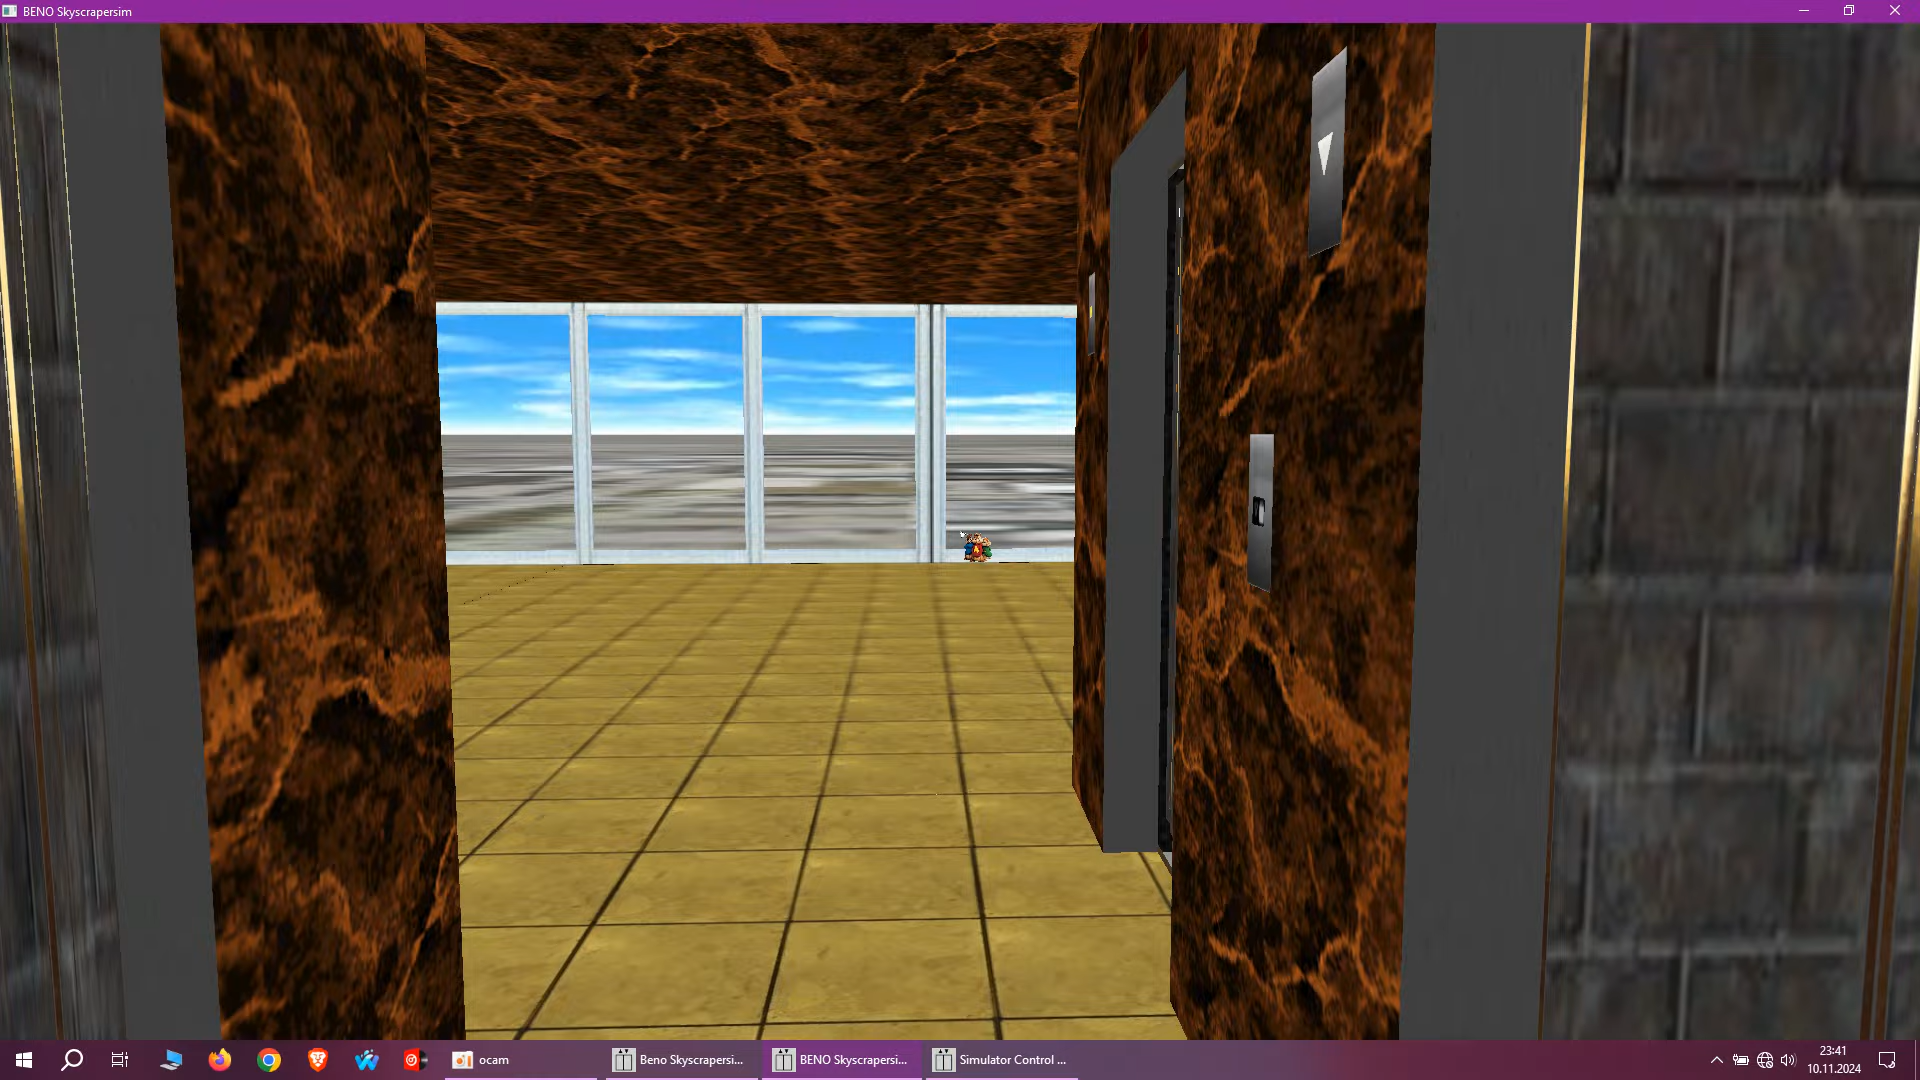 BENO Skyscrapersim
ocam
Beno Skyscrapersi...
BENO Skyscrapersi...
Simulator Control ...
23:41
10.11.2024